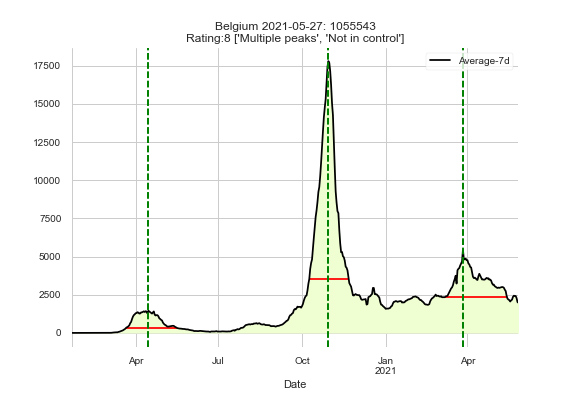 Belgium 2021-05-27: 1055543
Rating:8 ['Multiple peaks', 'Not in control']
Average-7d
17500
15000
12500
10000
7500
5000
2500
0
Apr
Jul
Oct
Jan
2021
Apr
Date